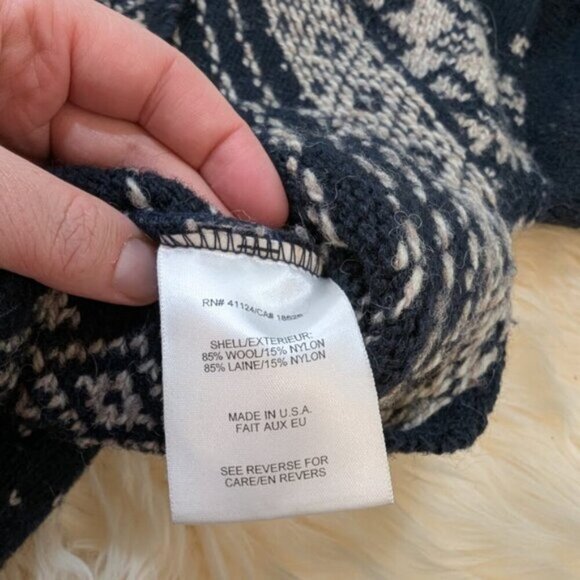 RN# 41124/CA#
SHELL/EXTERIEUR:
85% WOOL/15% NYLON
85% LAINE/15% NYLON
MADE IN U.S.A.
FAIT AUX EU
SEE REVERSE FOR
CARE/EN REVERS